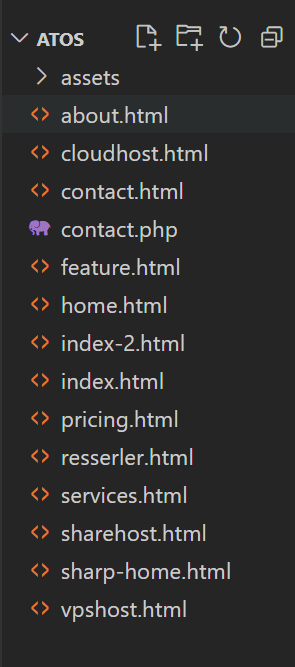 ATOS
assets
about.html
cloudhost.html
contact.html
contact.php
feature.html
home.html
index-2.html
index.html
pricing.html
resserler.html
services.html
sharehost.html
sharp-home.html
vpshost.html